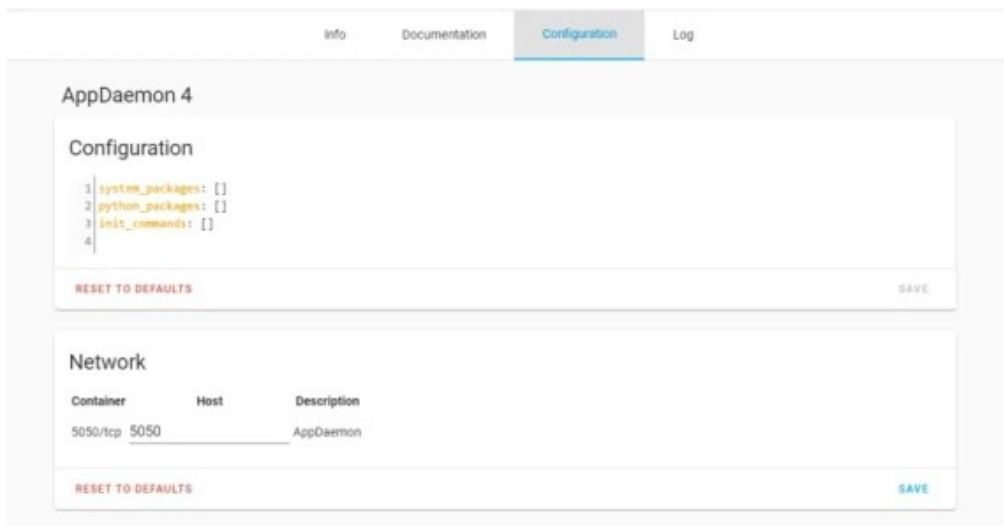 Info Documentation Configuration Log
AppDaemon 4
Configuration
1 system_packages: []
2 python_packages: []
3 init_commands: []
4
RESET TO DEFAULTS SAVE
Network
Container Host Description
5050/tcp 5050 AppDaemon
RESET TO DEFAULTS SAVE